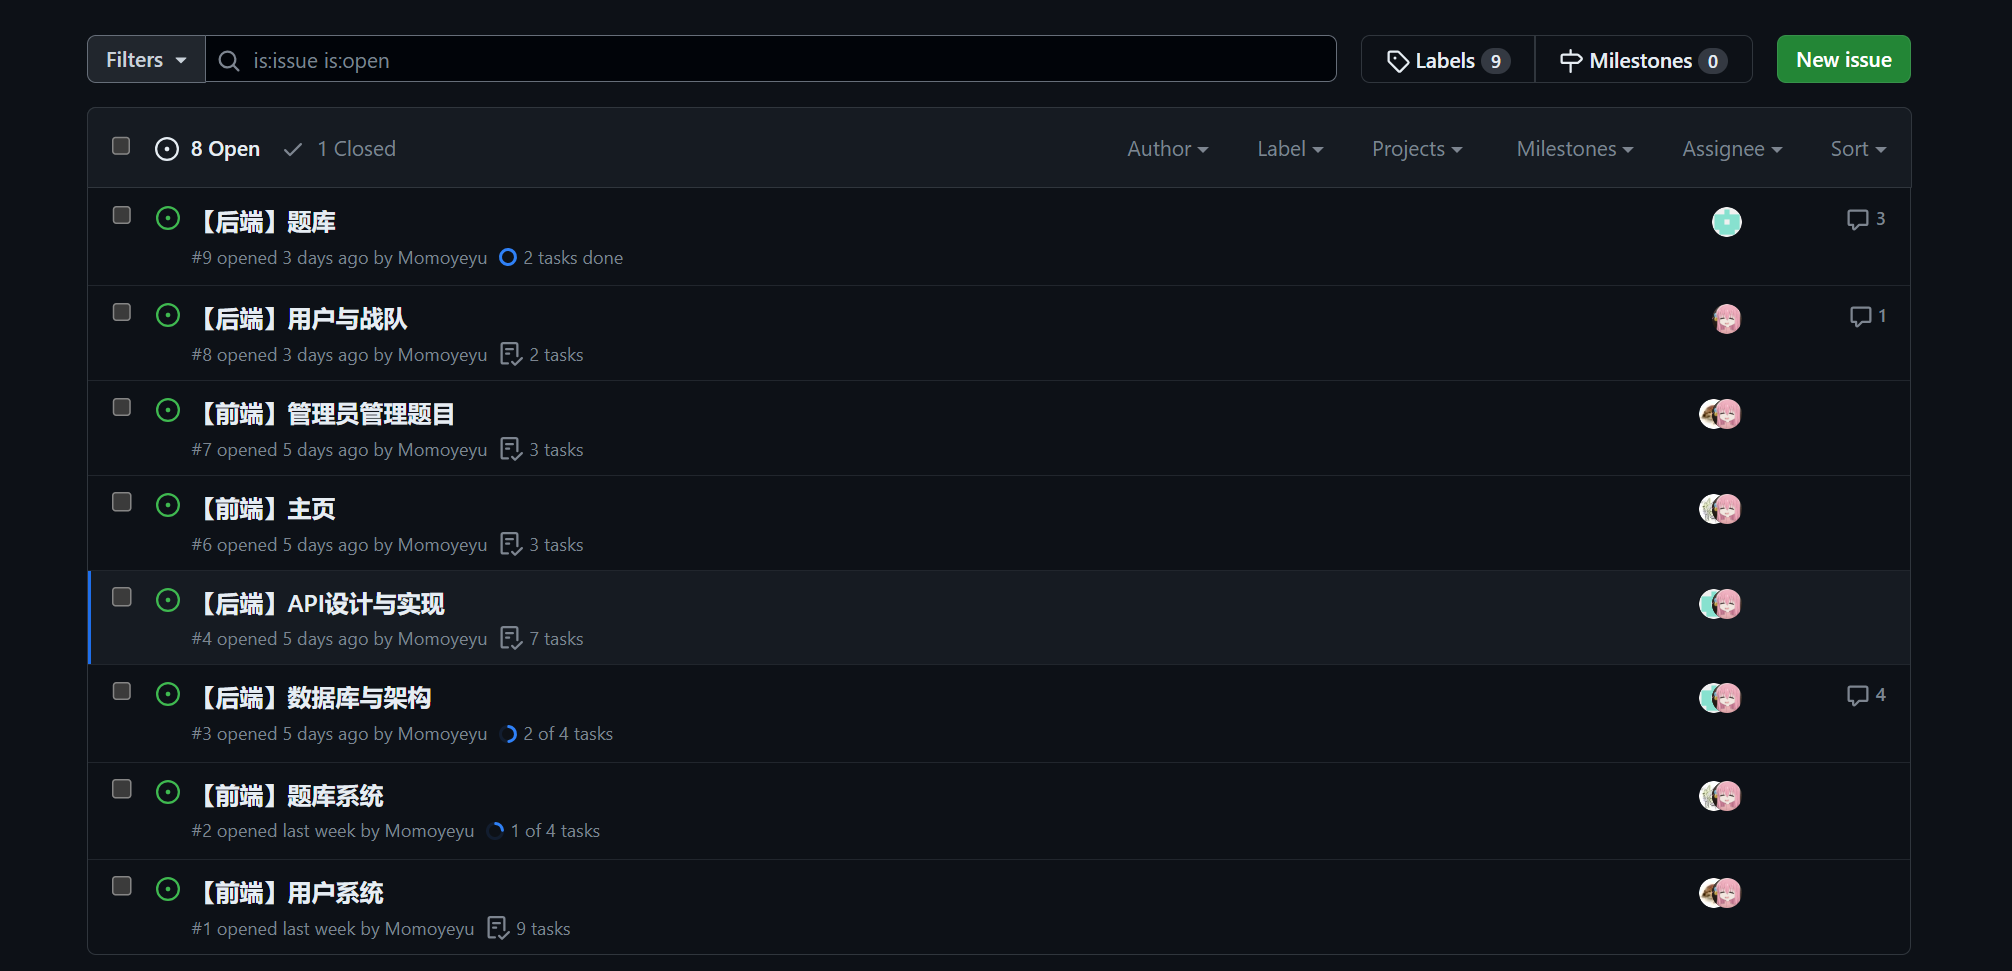 Filters is:issue is:open Labels 9 Milestones 0 New issue
8 Open 1 Closed Author Label Projects Milestones Assignee Sort
【后端】题库 3
#9 opened 3 days ago by Momoyeyu 2 tasks done
【后端】用户与战队 1
#8 opened 3 days ago by Momoyeyu 2 tasks
【前端】管理员管理题目
#7 opened 5 days ago by Momoyeyu 3 tasks
【前端】主页
#6 opened 5 days ago by Momoyeyu 3 tasks
【后端】API设计与实现
#4 opened 5 days ago by Momoyeyu 7 tasks
【后端】数据库与架构 4
#3 opened 5 days ago by Momoyeyu 2 of 4 tasks
【前端】题库系统
#2 opened last week by Momoyeyu 1 of 4 tasks
【前端】用户系统
#1 opened last week by Momoyeyu 9 tasks